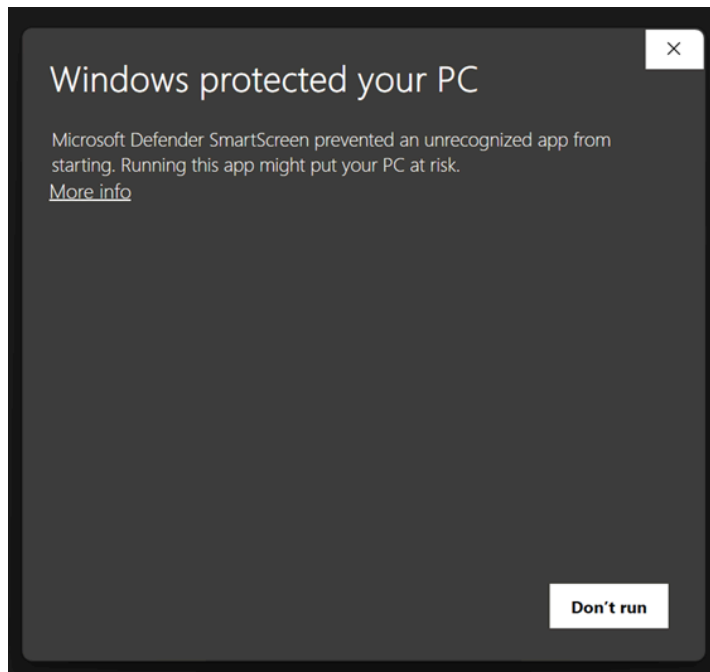 Windows protected your PC
Microsoft Defender SmartScreen prevented an unrecognized app from
starting. Running this app might put your PC at risk.
More info
Don't run